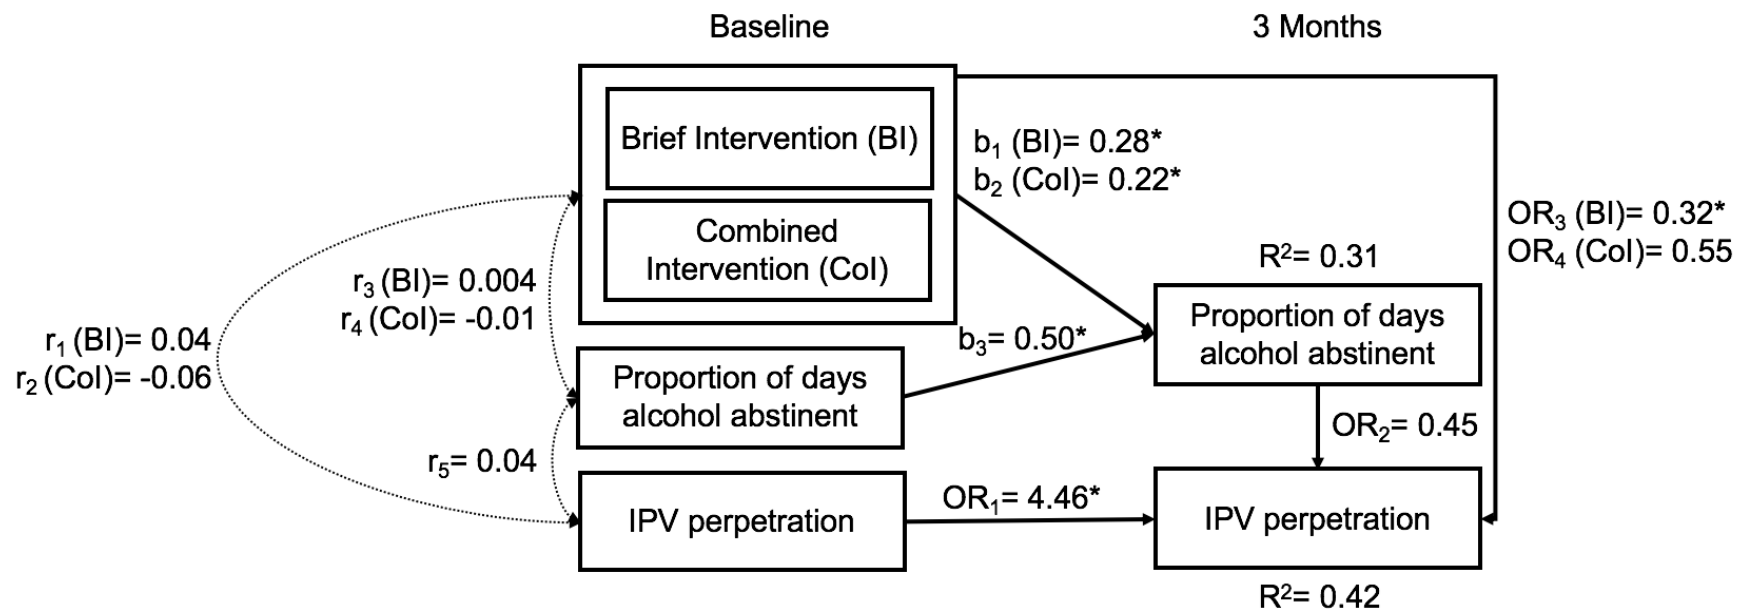 Baseline
3 Months
Brief Intervention (BI)
b₁ (BI)= 0.28*
b₂ (CoI)= 0.22*
Combined
Intervention (CoI)
OR₃ (BI)= 0.32*
OR₄ (CoI)= 0.55
R²= 0.31
r₃ (BI)= 0.004
r₄ (CoI)= -0.01
r₁ (BI)= 0.04
r₂ (CoI)= -0.06
b₃= 0.50*
Proportion of days
alcohol abstinent
Proportion of days
alcohol abstinent
OR₂= 0.45
r₅= 0.04
IPV perpetration
OR₁= 4.46*
IPV perpetration
R²= 0.42